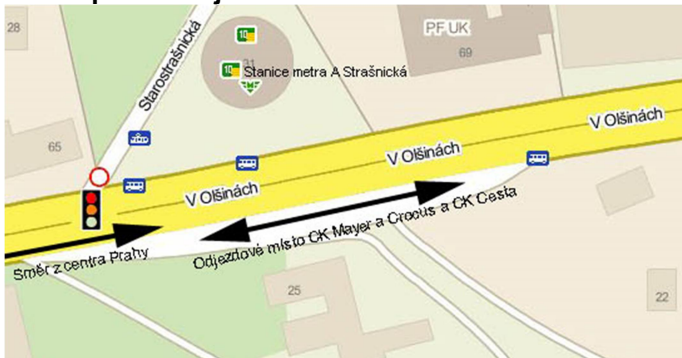 28
Starostrašnická
31
Stanice metra A Strašnická
PF UK
69
65
V Olšinách
V Olšinách
V Olšinách
Směr z centra Prahy
Odjezdové místo CK Mayer a Crocus a CK Cesta
25
22